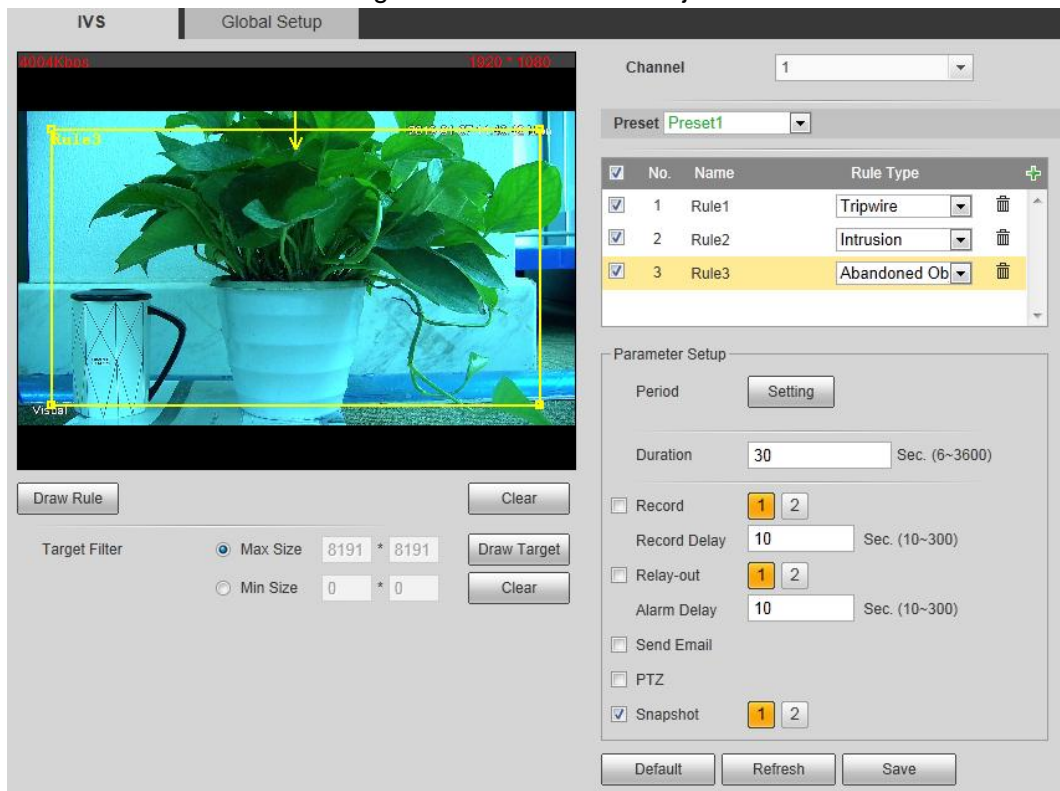 IVS Global Setup
4004Kbps 1920 * 1080
Rule3
Visual
Draw Rule Clear
Target Filter Max Size 8191 * 8191 Draw Target
Min Size 0 * 0 Clear
Channel 1
Preset Preset1
No. Name Rule Type
1 Rule1 Tripwire
2 Rule2 Intrusion
3 Rule3 Abandoned Ob
Parameter Setup
Period Setting
Duration 30 Sec. (6~3600)
Record 1 2
Record Delay 10 Sec. (10~300)
Relay-out 1 2
Alarm Delay 10 Sec. (10~300)
Send Email
PTZ
Snapshot 1 2
Default Refresh Save